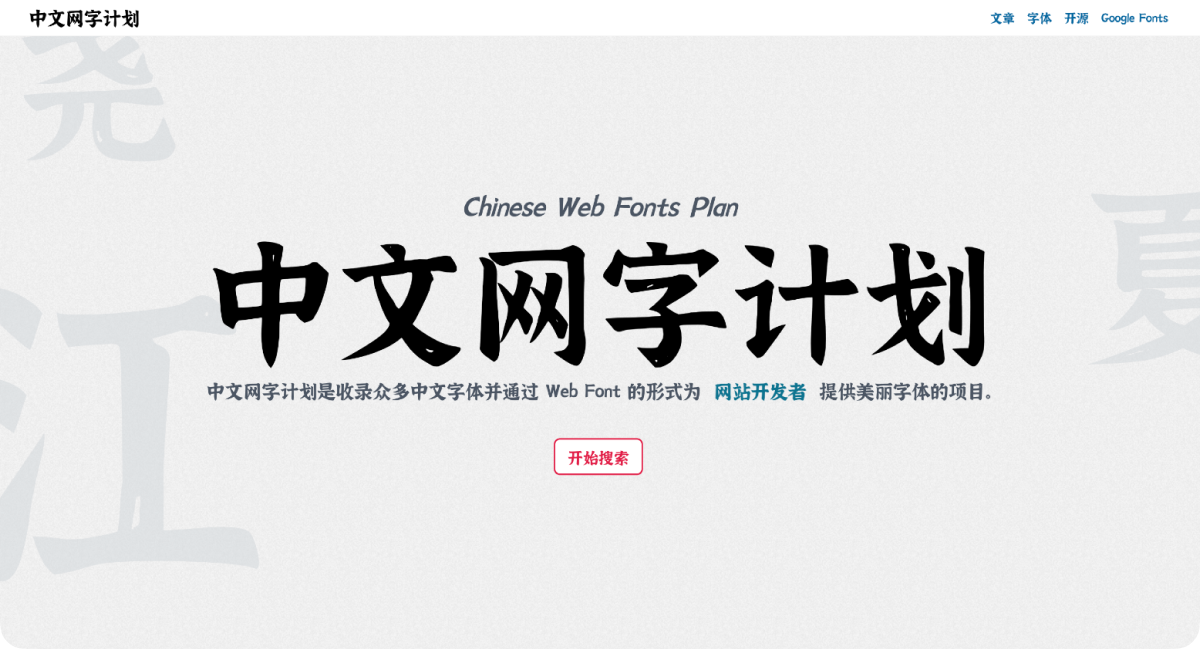 中文网字计划
文章 字体 开源 Google Fonts
尧
夏
江
Chinese Web Fonts Plan
中文网字计划
中文网字计划是收录众多中文字体并通过 Web Font 的形式为 网站开发者 提供美丽字体的项目。
开始搜索